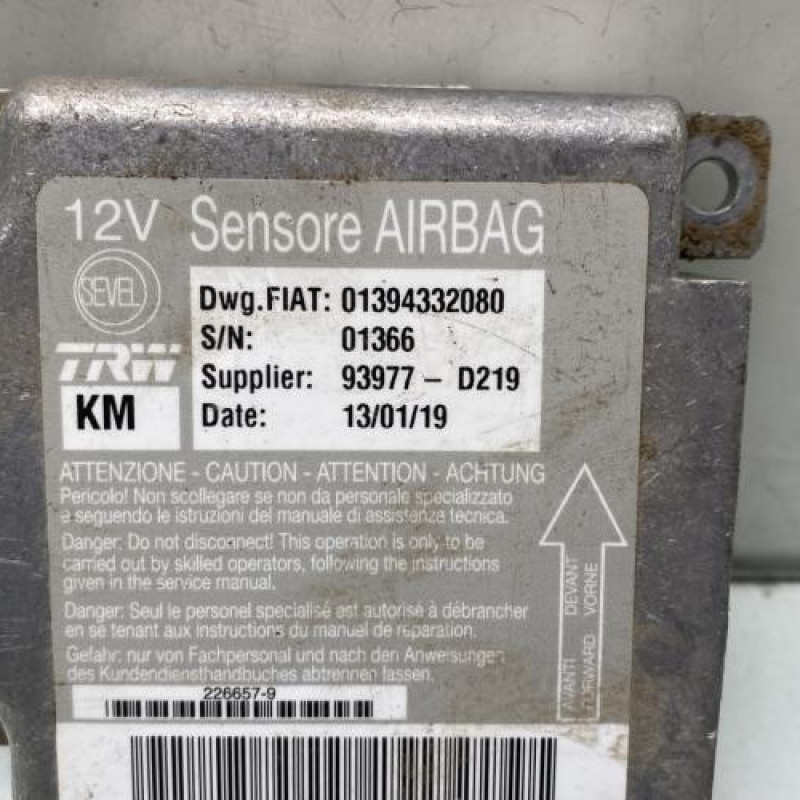 12V Sensore AIRBAG
SEVEL
TRW
KM
Dwg.FIAT: 01394332080
S/N: 01366
Supplier: 93977 - D219
Date: 13/01/19
ATTENZIONE - CAUTION - ATTENTION - ACHTUNG
Pericolo! Non scollegare se non da personale specializzato
e seguendo le istruzioni del manuale di assistenza tecnica.
Danger: Do not disconnect! This operation is only to be
carried out by skilled operators, following the instructions
given in the service manual.
Danger: Seul le personel spécialisé est autorisé à débrancher
en se tenant aux instructions du manuel de reparation.
Gefahr: nur von Fachpersonal und nach den Anweisungen
des Kundendiensthandbuches abtrennen fassen.
AVANTI DEVANT
FORWARD VORNE
226657-9